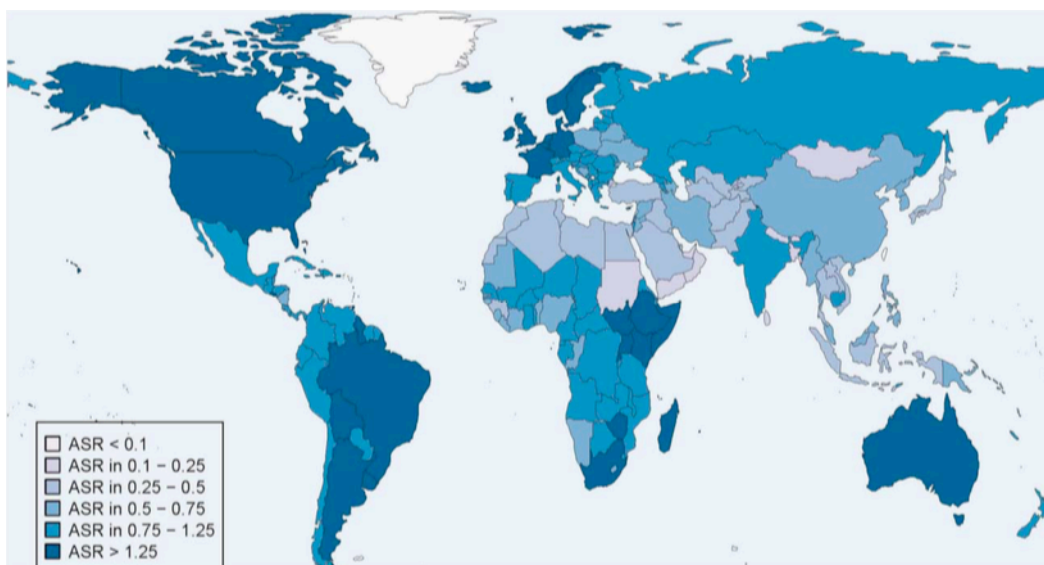 ASR < 0.1
ASR in 0.1 – 0.25
ASR in 0.25 – 0.5
ASR in 0.5 – 0.75
ASR in 0.75 – 1.25
ASR > 1.25